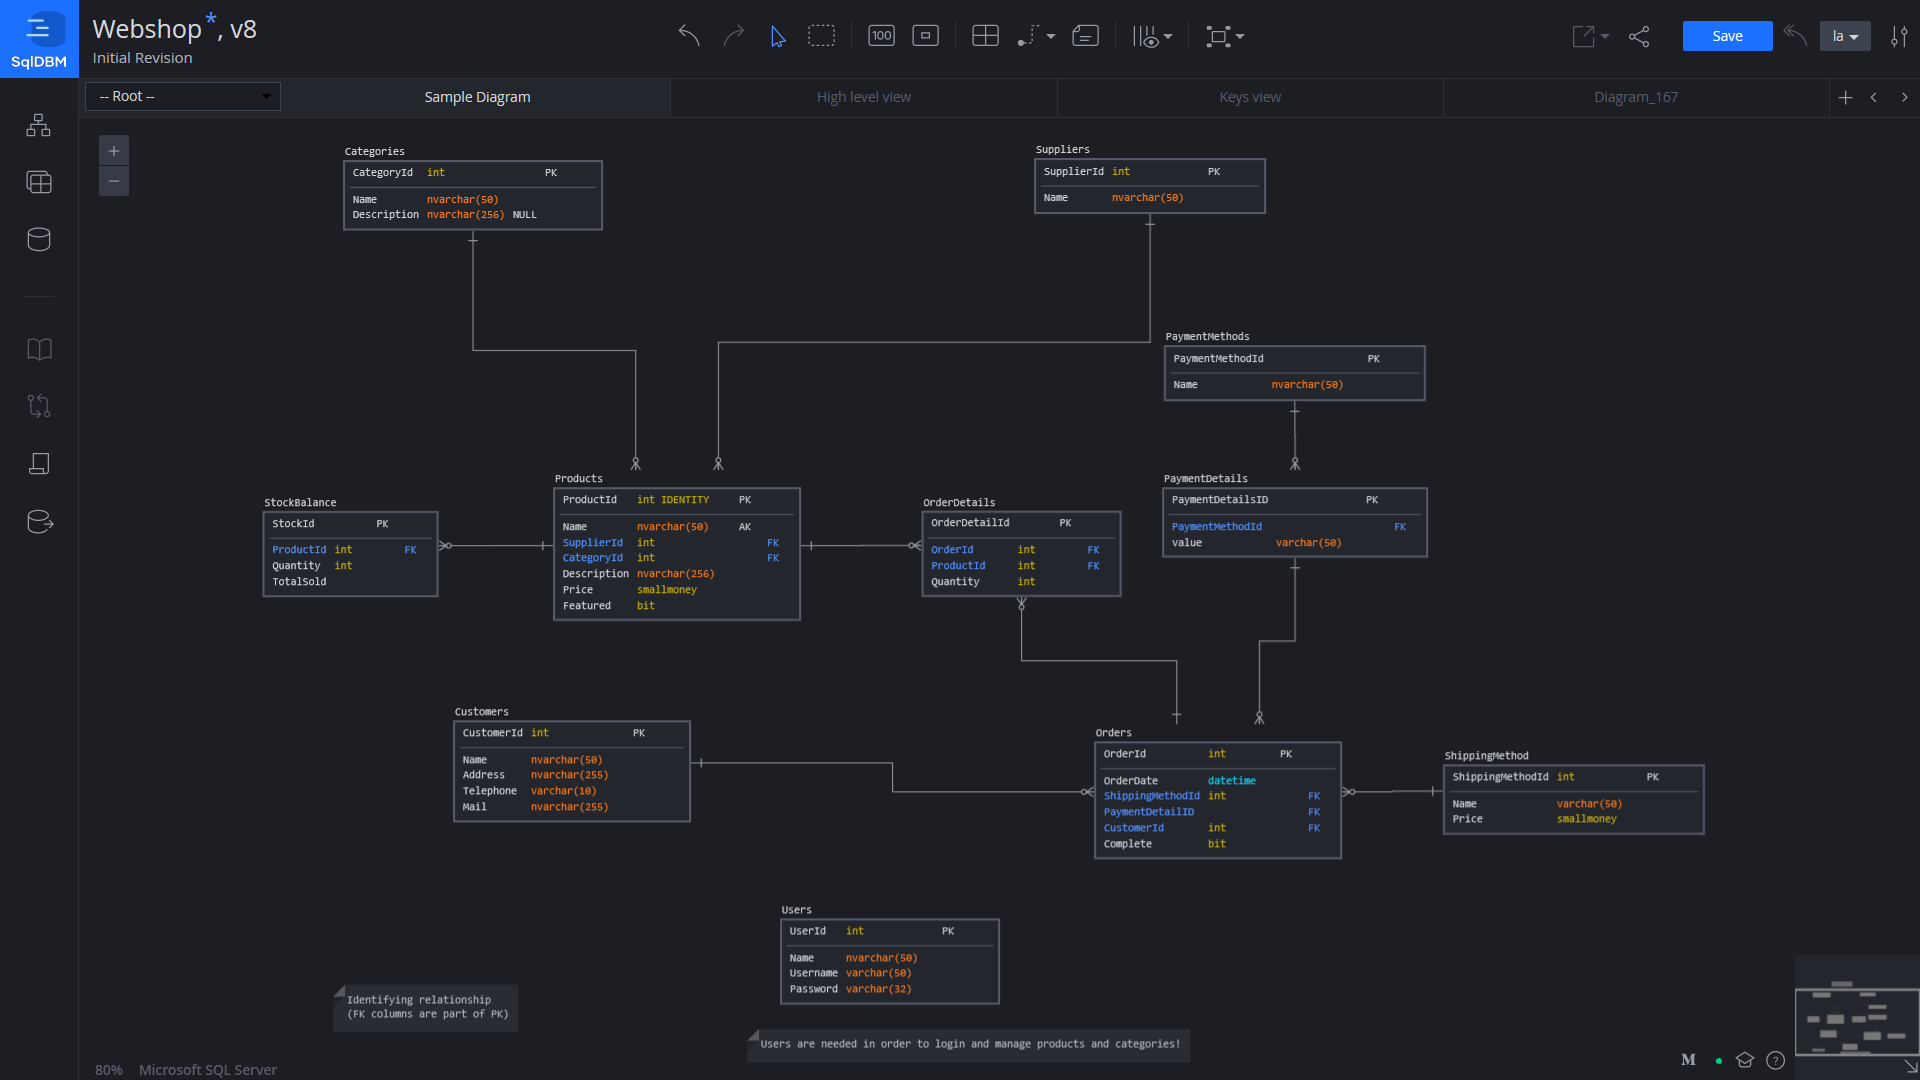 SqlDBM
Webshop*, v8
Initial Revision
100
Save
la
-- Root --
Sample Diagram
High level view
Keys view
Diagram_167
Categories
CategoryId int PK
Name nvarchar(50)
Description nvarchar(256) NULL
Suppliers
SupplierId int PK
Name nvarchar(50)
PaymentMethods
PaymentMethodId PK
Name nvarchar(50)
StockBalance
StockId PK
ProductId int FK
Quantity int
TotalSold
Products
ProductId int IDENTITY PK
Name nvarchar(50) AK
SupplierId int FK
CategoryId int FK
Description nvarchar(256)
Price smallmoney
Featured bit
OrderDetails
OrderDetailId PK
OrderId int FK
ProductId int FK
Quantity int
PaymentDetails
PaymentDetailsID PK
PaymentMethodId FK
value varchar(50)
Customers
CustomerId int PK
Name nvarchar(50)
Address nvarchar(255)
Telephone varchar(10)
Mail nvarchar(255)
Orders
OrderId int PK
OrderDate datetime
ShippingMethodId int FK
PaymentDetailID FK
CustomerId int FK
Complete bit
ShippingMethod
ShippingMethodId int PK
Name varchar(50)
Price smallmoney
Users
UserId int PK
Name nvarchar(50)
Username varchar(50)
Password varchar(32)
Identifying relationship
(FK columns are part of PK)
Users are needed in order to login and manage products and categories!
80% Microsoft SQL Server
M